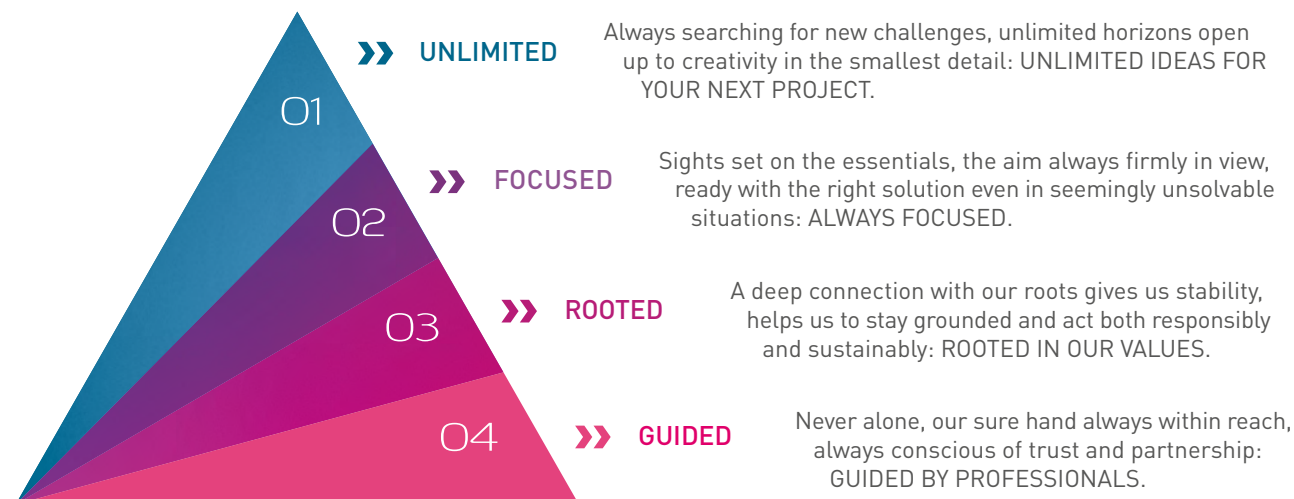 01
UNLIMITED
Always searching for new challenges, unlimited horizons open
up to creativity in the smallest detail: UNLIMITED IDEAS FOR
YOUR NEXT PROJECT.
02
FOCUSED
Sights set on the essentials, the aim always firmly in view,
ready with the right solution even in seemingly unsolvable
situations: ALWAYS FOCUSED.
03
ROOTED
A deep connection with our roots gives us stability,
helps us to stay grounded and act both responsibly
and sustainably: ROOTED IN OUR VALUES.
04
GUIDED
Never alone, our sure hand always within reach,
always conscious of trust and partnership:
GUIDED BY PROFESSIONALS.